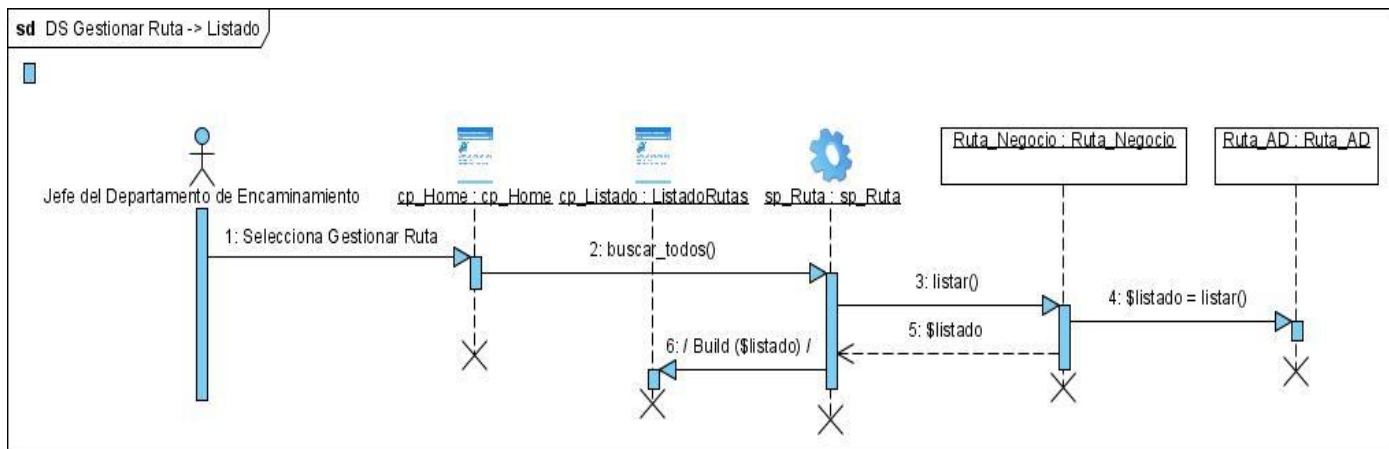 sd DS Gestionar Ruta -> Listado
Jefe del Departamento de Encaminamiento
cp_Home : cp_Home
cp_Listado : ListadoRutas
sp_Ruta : sp_Ruta
Ruta_Negocio : Ruta_Negocio
Ruta_AD : Ruta_AD
1: Selecciona Gestionar Ruta
2: buscar_todos()
3: listar()
4: $listado = listar()
5: $listado
6: / Build ($listado) /